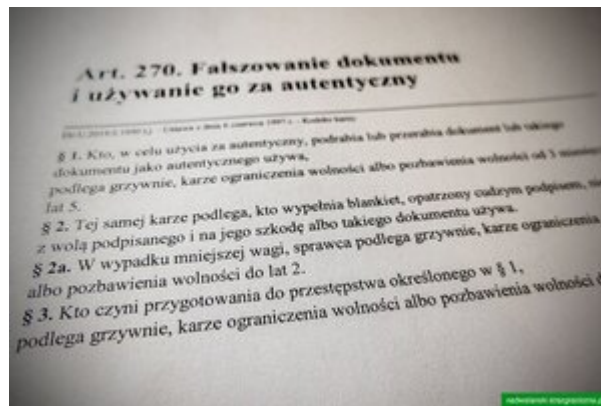 Art. 270. Fałszowanie dokumentu
i używanie go za autentyczny
§ 1. Kto, w celu użycia za autentyczny, podrabia lub przerabia dokument lub takiego
dokumentu jako autentycznego używa,
podlega grzywnie, karze ograniczenia wolności albo pozbawienia wolności od 3
lat 5.
§ 2. Tej samej karze podlega, kto wypełnia blankiet, opatrzony cudzym podpisem,
z wolą podpisanego i na jego szkodę albo takiego dokumentu używa.
§ 2a. W wypadku mniejszej wagi, sprawca podlega grzywnie, karze ograniczenia
albo pozbawienia wolności do lat 2.
§ 3. Kto czyni przygotowania do przestępstwa określonego w § 1,
podlega grzywnie, karze ograniczenia wolności albo pozbawienia wolności